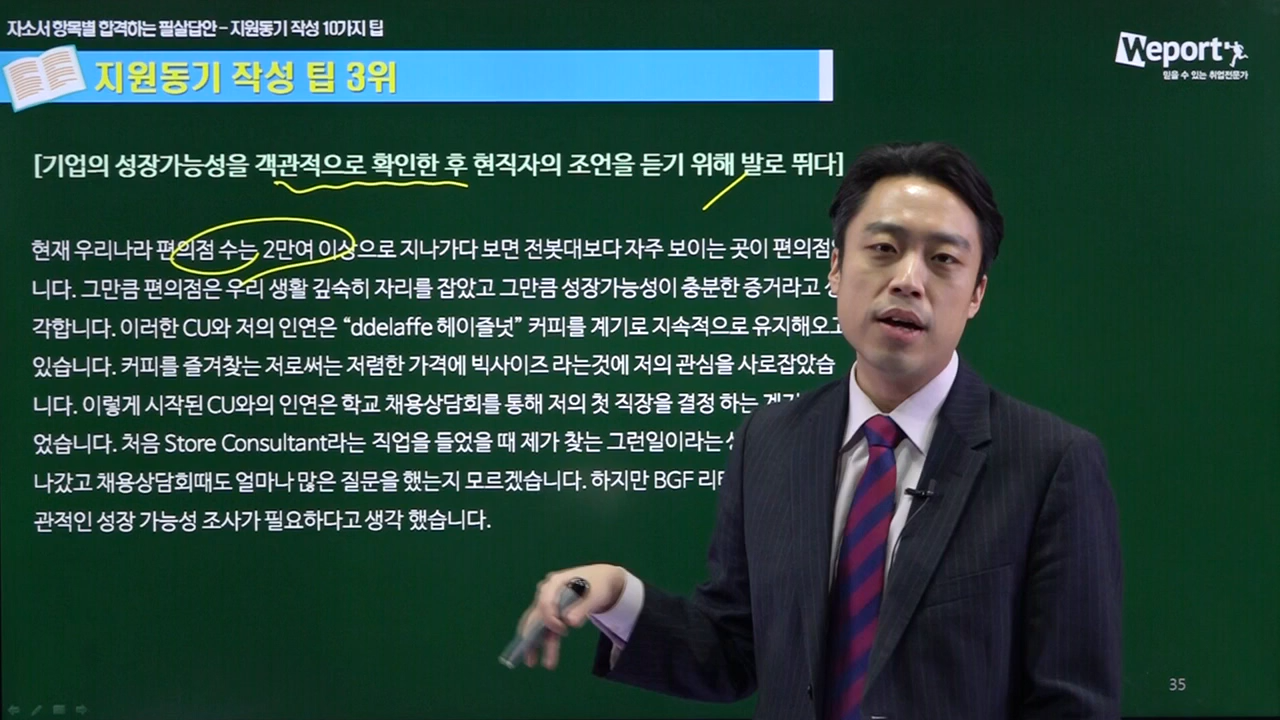 자소서 항목별 합격하는 필살답안 – 지원동기 작성 10가지 팁
Weport
믿을 수 있는 취업전문가
지원동기 작성 팁 3위
[기업의 성장가능성을 객관적으로 확인한 후 현직자의 조언을 듣기 위해 발로 뛰다]
현재 우리나라 편의점 수는 2만여 이상으로 지나가다 보면 전봇대보다 자주 보이는 곳이 편의점
니다. 그만큼 편의점은 우리 생활 깊숙히 자리를 잡았고 그만큼 성장가능성이 충분한 증거라고
각합니다. 이러한 CU와 저의 인연은 “ddelaffe 헤이즐넛” 커피를 계기로 지속적으로 유지해오고
있습니다. 커피를 즐겨찾는 저로써는 저렴한 가격에 빅사이즈 라는것에 저의 관심을 사로잡았습
니다. 이렇게 시작된 CU와의 인연은 학교 채용상담회를 통해 저의 첫 직장을 결정 하는
었습니다. 처음 Store Consultant라는 직업을 들었을 때 제가 찾는 그런일이라는
나갔고 채용상담회때도 얼마나 많은 질문을 했는지 모르겠습니다. 하지만 BGF
관적인 성장 가능성 조사가 필요하다고 생각 했습니다.
35